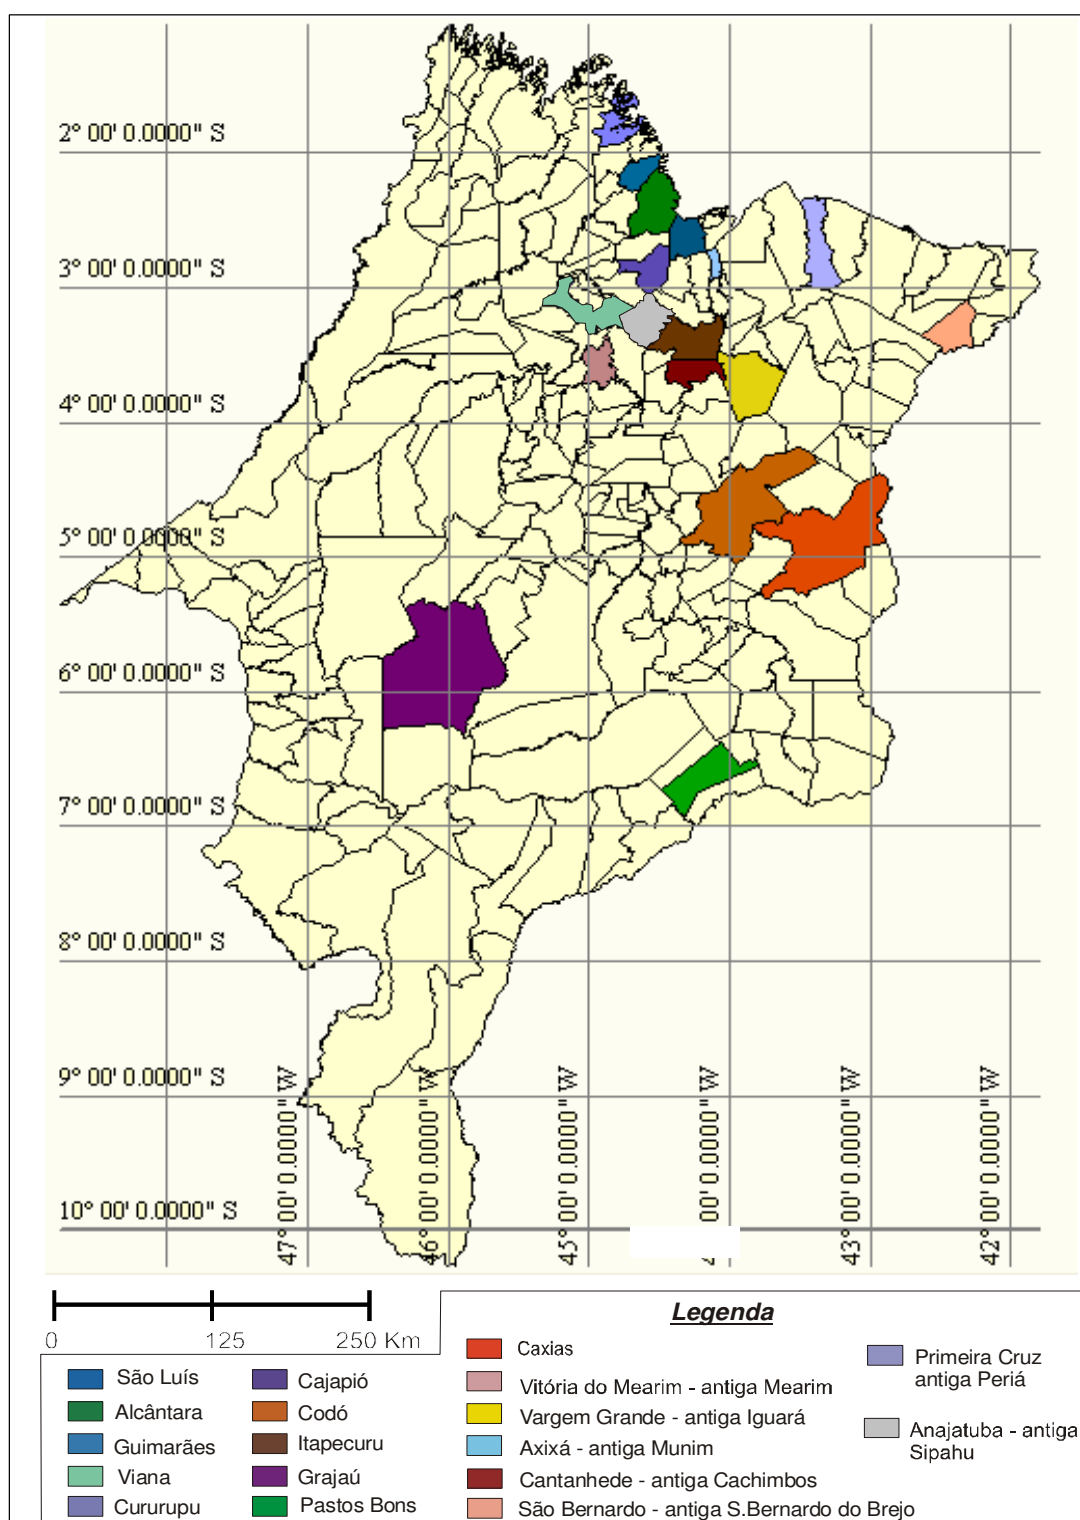 2° 00' 0.0000" S
3° 00' 0.0000" S
4° 00' 0.0000" S
5° 00' 0.0000" S
6° 00' 0.0000" S
7° 00' 0.0000" S
8° 00' 0.0000" S
9° 00' 0.0000" S
10° 00' 0.0000" S
47° 00' 0.0000" W
46° 00' 0.0000" W
45° 00' 0.0000" W
00' 0.0000" W
43° 00' 0.0000" W
42° 00' 0.0000" W
0 125 250 Km
Legenda
São Luís
Alcântara
Guimarães
Viana
Cururupu
Cajapió
Codó
Itapecuru
Grajaú
Pastos Bons
Caxias
Vitória do Mearim - antiga Mearim
Vargem Grande - antiga Iguará
Axixá - antiga Munim
Cantanhede - antiga Cachimbos
São Bernardo - antiga S.Bernardo do Brejo
Primeira Cruz
antiga Periá
Anajatuba - antiga
Sipahu